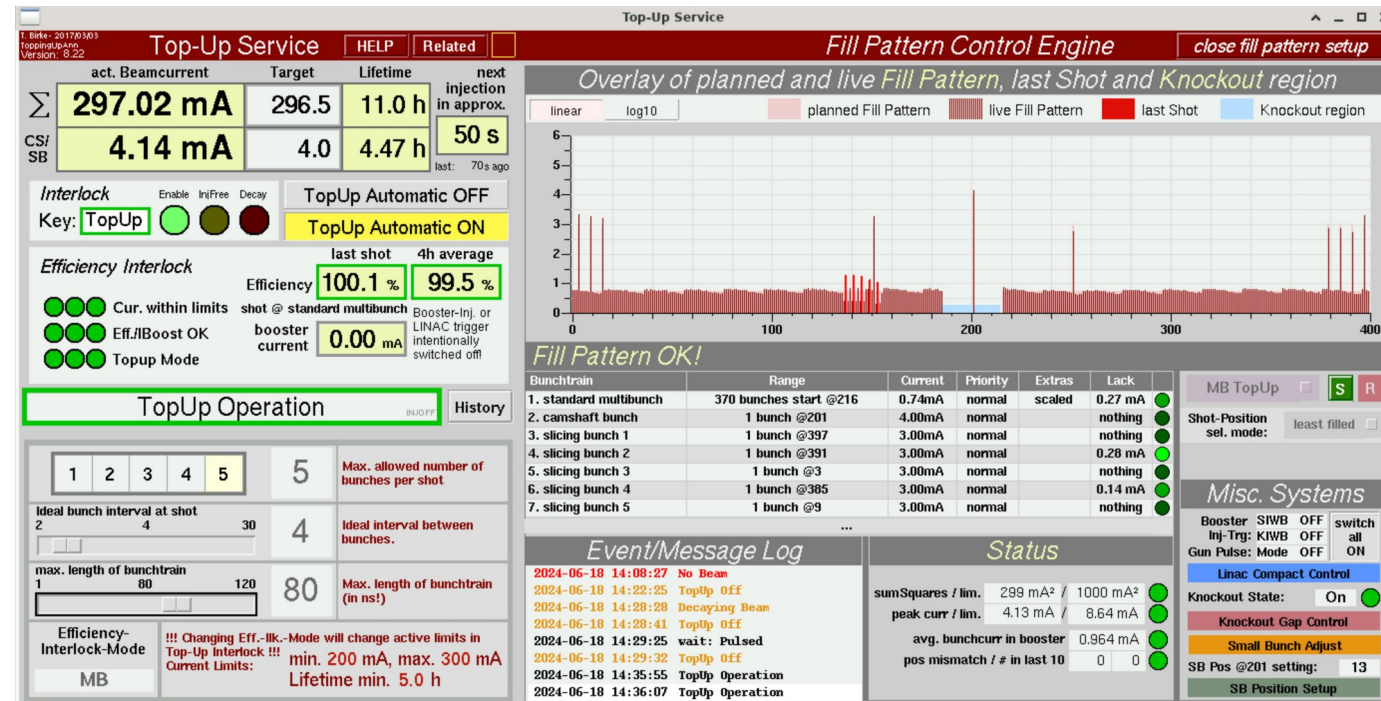 Top-Up Service
T. Birke- 2017/03/03
ToppingUpAnn
Version: 8.22
Top-Up Service
HELP
Related
Fill Pattern Control Engine
close fill pattern setup
act. Beamcurrent Target Lifetime next injection in approx.
Σ 297.02 mA 296.5 11.0 h
50 s
CS/SB 4.14 mA 4.0 4.47 h
last: 70s ago
Interlock Enable InjFree Decay
Key: TopUp
TopUp Automatic OFF
TopUp Automatic ON
Efficiency Interlock
last shot 4h average
Efficiency 100.1 % 99.5 %
Cur. within limits
shot @ standard multibunch
Eff./IBoost OK
booster current 0.00 mA
Booster-Inj. or
LINAC trigger
intentionally
switched off!
Topup Mode
TopUp Operation INJOFF
History
1 2 3 4 5
5
Max. allowed number of
bunches per shot
Ideal bunch interval at shot
2 4 30
4
Ideal interval between
bunches.
max. length of bunchtrain
1 80 120
80
Max. length of bunchtrain
(in ns!)
Efficiency-
Interlock-Mode
MB
!!! Changing Eff.-Ilk.-Mode will change active limits in
Top-Up Interlock !!!
Current Limits: min. 200 mA, max. 300 mA
Lifetime min. 5.0 h
Overlay of planned and live Fill Pattern, last Shot and Knockout region
linear log10
planned Fill Pattern live Fill Pattern last Shot Knockout region
6
5
4
3
2
1
0
0 100 200 300 400
Fill Pattern OK!
Bunchtrain Range Current Priority Extras Lack
1. standard multibunch 370 bunches start @216 0.74mA normal scaled 0.27 mA
2. camshaft bunch 1 bunch @201 4.00mA normal nothing
3. slicing bunch 1 1 bunch @397 3.00mA normal nothing
4. slicing bunch 2 1 bunch @391 3.00mA normal 0.28 mA
5. slicing bunch 3 1 bunch @3 3.00mA normal nothing
6. slicing bunch 4 1 bunch @385 3.00mA normal 0.14 mA
7. slicing bunch 5 1 bunch @9 3.00mA normal nothing
...
MB TopUp S R
Shot-Position
sel. mode: least filled
Event/Message Log
2024-06-18 14:08:27 No Beam
2024-06-18 14:22:25 TopUp Off
2024-06-18 14:28:28 Decaying Beam
2024-06-18 14:28:41 TopUp Off
2024-06-18 14:29:25 wait: Pulsed
2024-06-18 14:29:32 TopUp Off
2024-06-18 14:35:55 TopUp Operation
2024-06-18 14:36:07 TopUp Operation
Status
sumSquares / lim. 299 mA² / 1000 mA²
peak curr / lim. 4.13 mA / 8.64 mA
avg. bunchcurr in booster 0.964 mA
pos mismatch / # in last 10 0 0
Misc. Systems
Booster SIWB OFF
Inj-Trg: KIWB OFF
Gun Pulse: Mode OFF
switch
all
ON
Linac Compact Control
Knockout State: On
Knockout Gap Control
Small Bunch Adjust
SB Pos @201 setting: 13
SB Position Setup